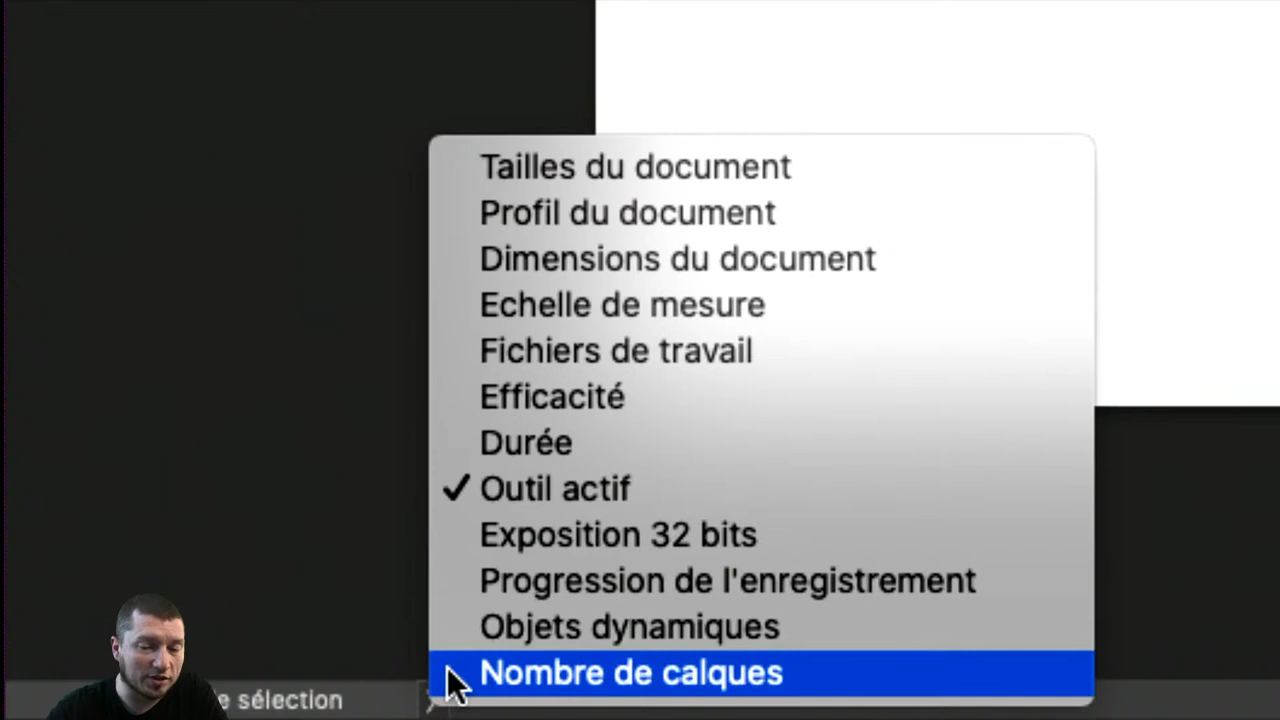 Tailles du document
Profil du document
Dimensions du document
Echelle de mesure
Fichiers de travail
Efficacité
Durée
Outil actif
Exposition 32 bits
Progression de l'enregistrement
Objets dynamiques
Nombre de calques
sélection